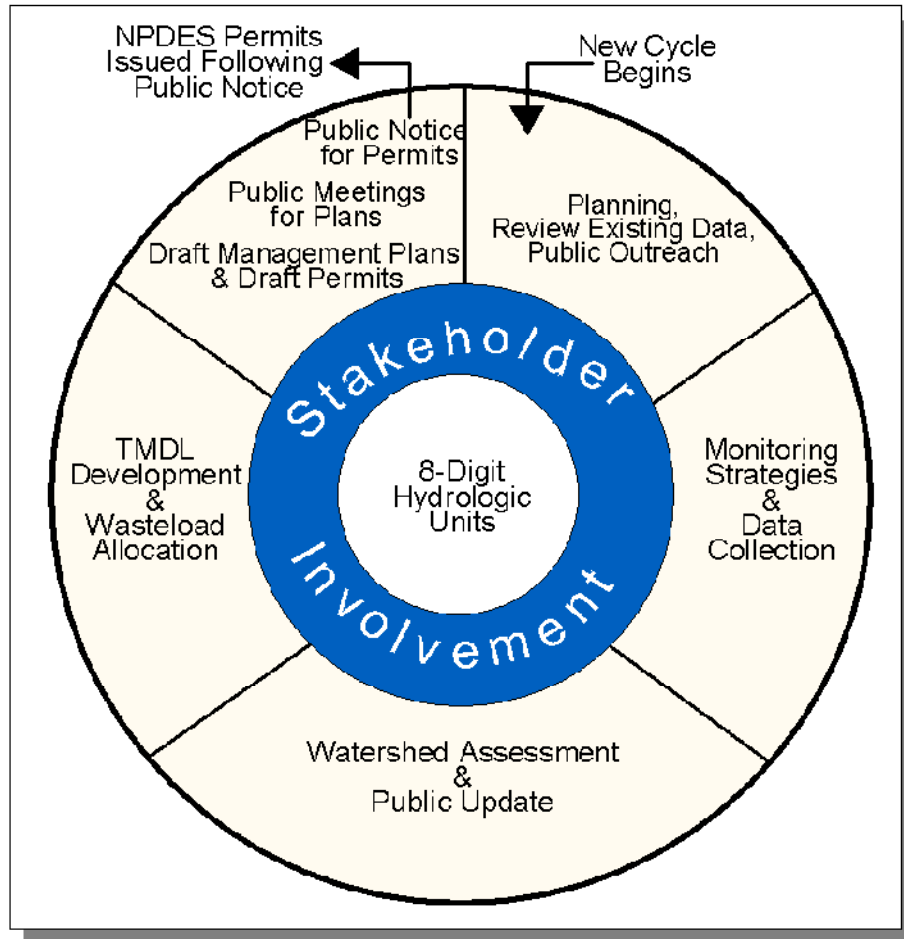 NPDES Permits
Issued Following
Public Notice
New Cycle
Begins
Public Notice
for Permits
Public Meetings
for Plans
Draft Management Plans
& Draft Permits
Planning,
Review Existing Data,
Public Outreach
Stakeholder
Involvement
8-Digit
Hydrologic
Units
TMDL
Development
&
Wasteload
Allocation
Monitoring
Strategies
&
Data
Collection
Watershed Assessment
&
Public Update